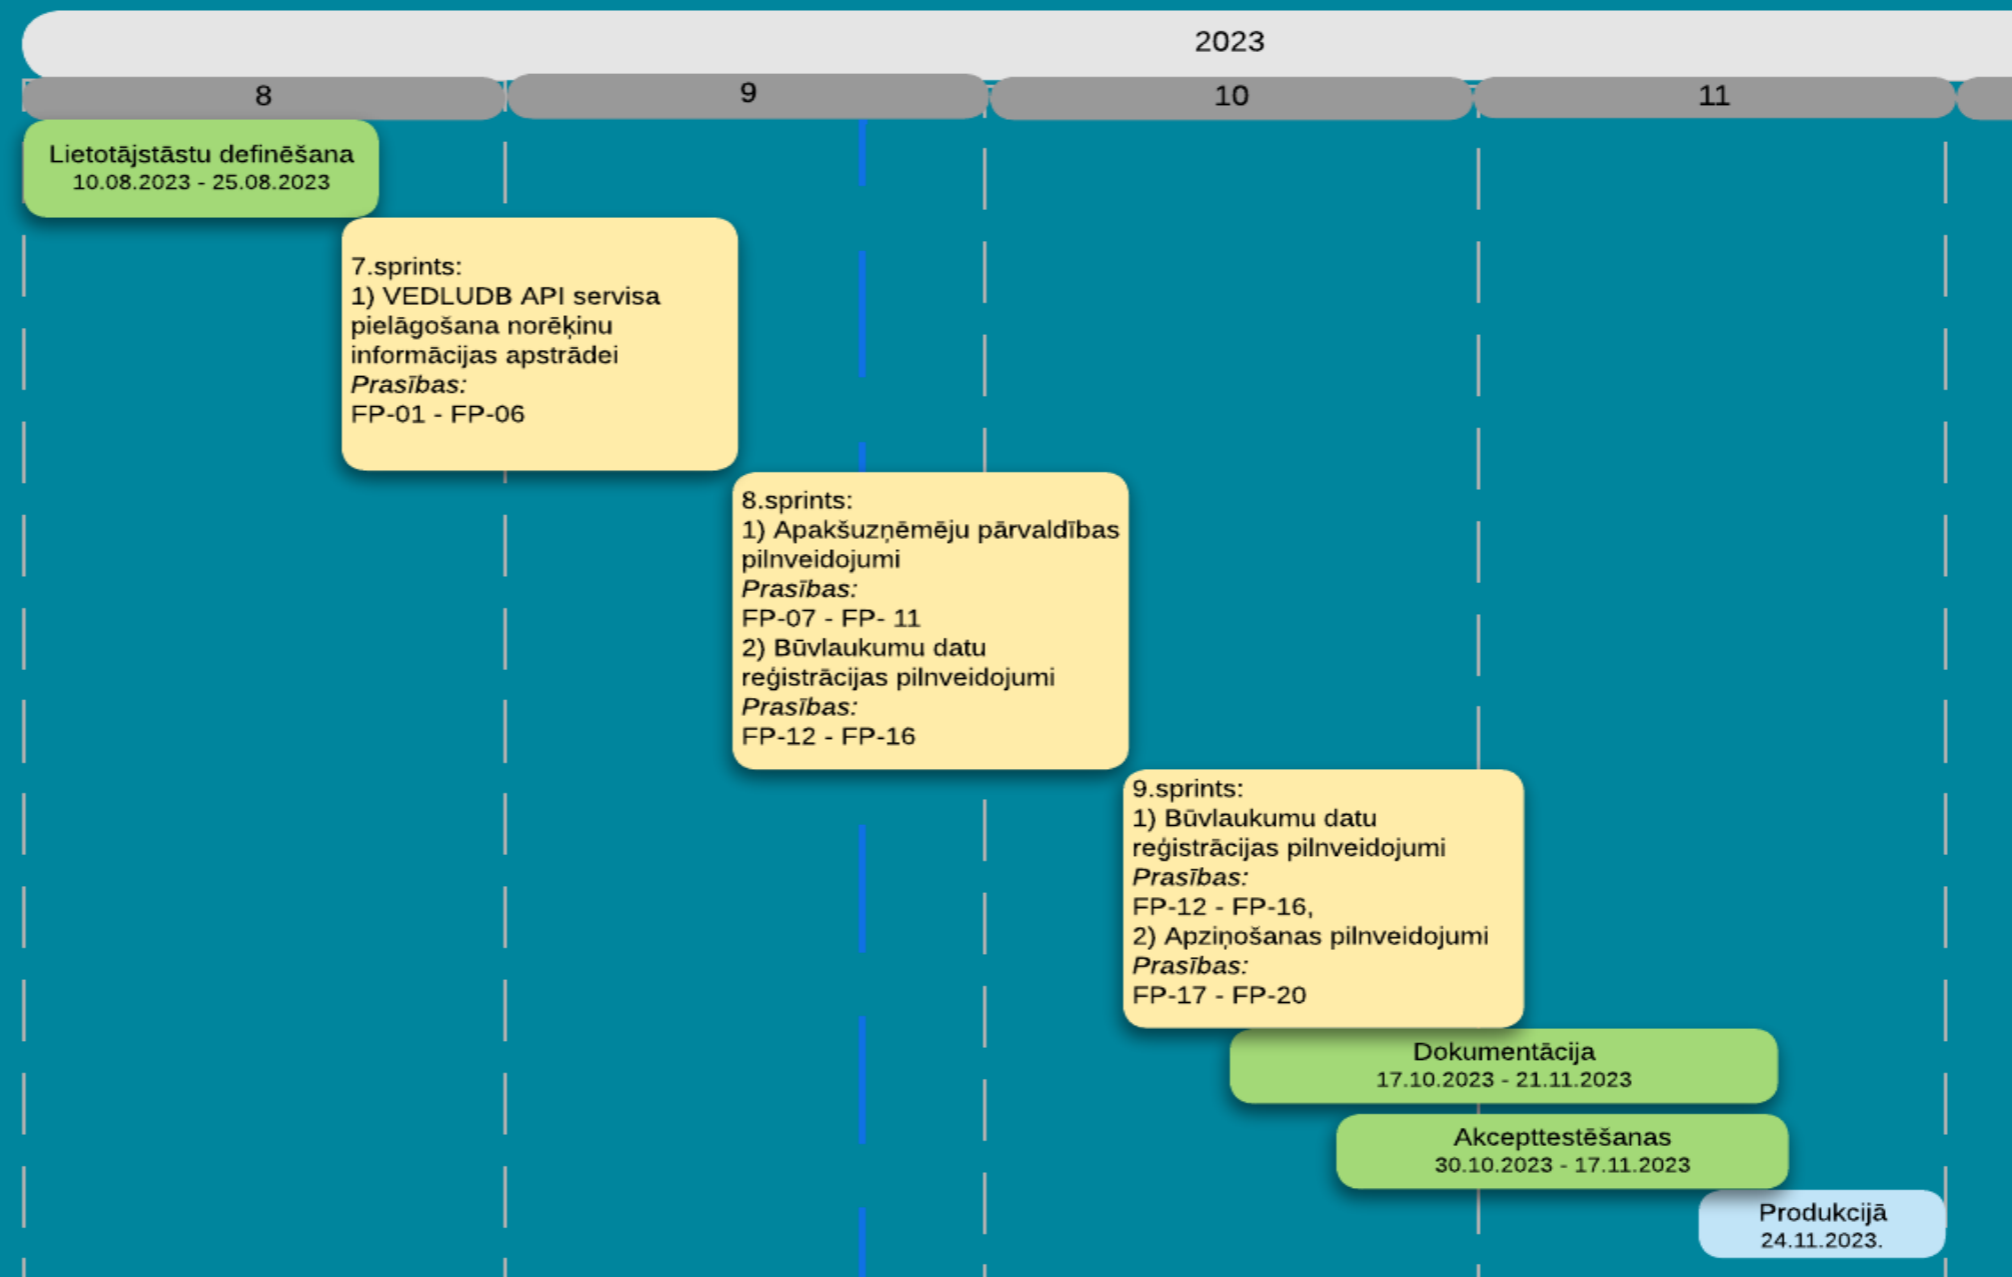 2023
8
9
10
11
Lietotājstāstu definēšana
10.08.2023 - 25.08.2023
7.sprints:
1) VEDLUDB API servisa
pielāgošana norēķinu
informācijas apstrādei
Prasības:
FP-01 - FP-06
8.sprints:
1) Apakšuzņēmēju pārvaldības
pilnveidojumi
Prasības:
FP-07 - FP- 11
2) Būvlaukumu datu
reģistrācijas pilnveidojumi
Prasības:
FP-12 - FP-16
9.sprints:
1) Būvlaukumu datu
reģistrācijas pilnveidojumi
Prasības:
FP-12 - FP-16,
2) Apziņošanas pilnveidojumi
Prasības:
FP-17 - FP-20
Dokumentācija
17.10.2023 - 21.11.2023
Akcepttestēšanas
30.10.2023 - 17.11.2023
Produkcijā
24.11.2023.